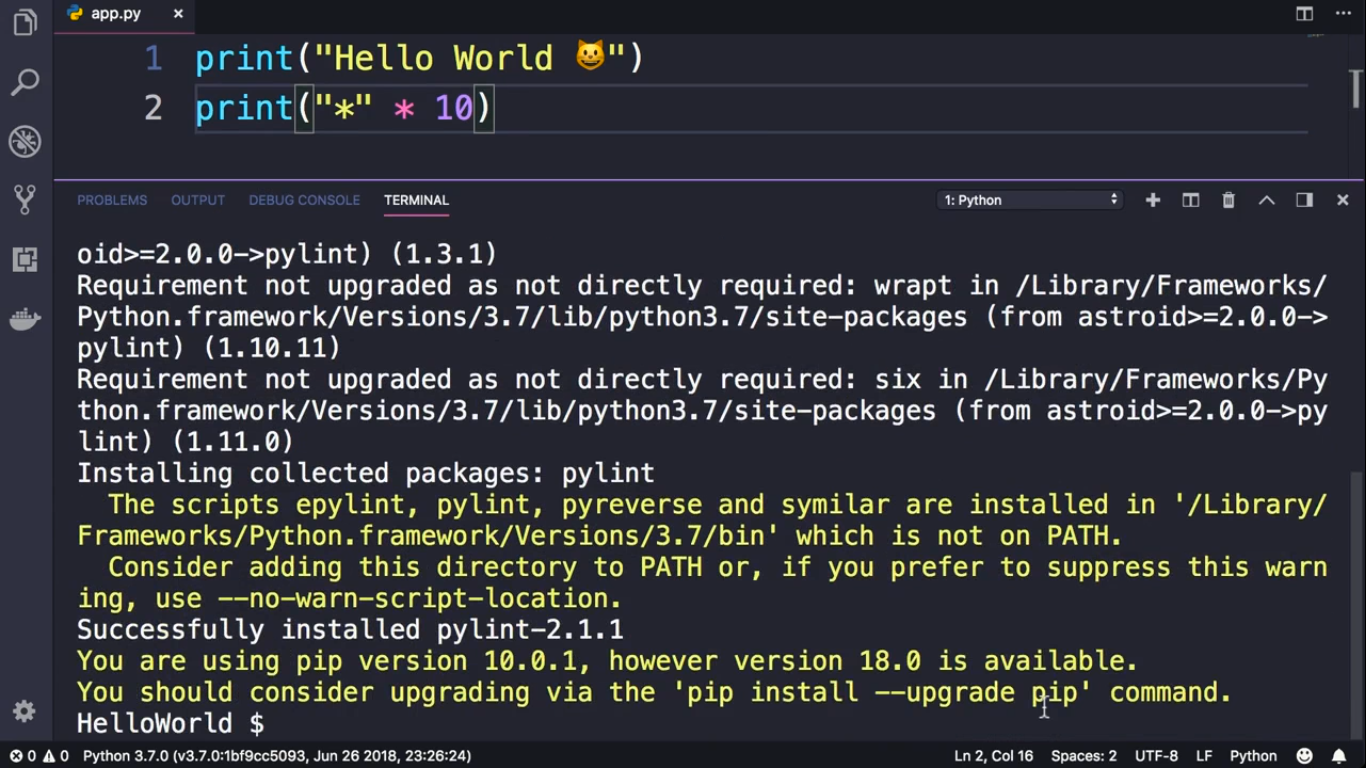 app.py
1 print("Hello World 😺")
2 print("*" * 10)
PROBLEMS OUTPUT DEBUG CONSOLE TERMINAL 1: Python
oid>=2.0.0->pylint) (1.3.1)
Requirement not upgraded as not directly required: wrapt in /Library/Frameworks/
Python.framework/Versions/3.7/lib/python3.7/site-packages (from astroid>=2.0.0->
pylint) (1.10.11)
Requirement not upgraded as not directly required: six in /Library/Frameworks/Py
thon.framework/Versions/3.7/lib/python3.7/site-packages (from astroid>=2.0.0->py
lint) (1.11.0)
Installing collected packages: pylint
  The scripts epylint, pylint, pyreverse and symilar are installed in '/Library/
Frameworks/Python.framework/Versions/3.7/bin' which is not on PATH.
  Consider adding this directory to PATH or, if you prefer to suppress this warn
ing, use --no-warn-script-location.
Successfully installed pylint-2.1.1
You are using pip version 10.0.1, however version 18.0 is available.
You should consider upgrading via the 'pip install --upgrade pip' command.
HelloWorld $
0 0 Python 3.7.0 (v3.7.0:1bf9cc5093, Jun 26 2018, 23:26:24) Ln 2, Col 16 Spaces: 2 UTF-8 LF Python